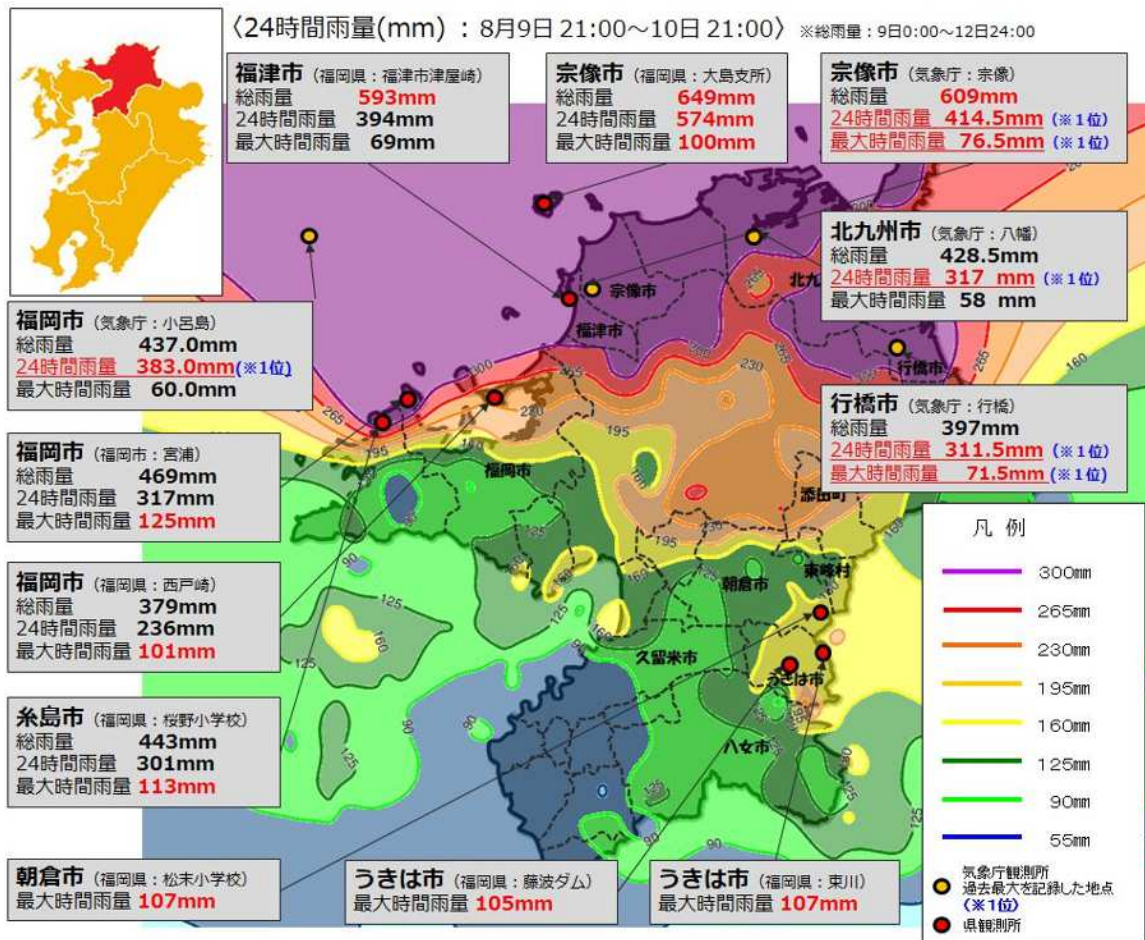 〈24時間雨量(mm) : 8月9日 21:00～10日 21:00〉 ※総雨量：9日0:00～12日24:00
福津市 （福岡県：福津市津屋崎）
総雨量 593mm
24時間雨量 394mm
最大時間雨量 69mm
宗像市 （福岡県：大島支所）
総雨量 649mm
24時間雨量 574mm
最大時間雨量 100mm
宗像市 （気象庁：宗像）
総雨量 609mm
24時間雨量 414.5mm (※1位)
最大時間雨量 76.5mm (※1位)
北九州市 （気象庁：八幡）
総雨量 428.5mm
24時間雨量 317 mm (※1位)
最大時間雨量 58 mm
福岡市 （気象庁：小呂島）
総雨量 437.0mm
24時間雨量 383.0mm(※1位)
最大時間雨量 60.0mm
行橋市 （気象庁：行橋）
総雨量 397mm
24時間雨量 311.5mm (※1位)
最大時間雨量 71.5mm (※1位)
福岡市 （福岡市：宮浦）
総雨量 469mm
24時間雨量 317mm
最大時間雨量 125mm
福岡市 （福岡県：西戸崎）
総雨量 379mm
24時間雨量 236mm
最大時間雨量 101mm
糸島市 （福岡県：桜野小学校）
総雨量 443mm
24時間雨量 301mm
最大時間雨量 113mm
朝倉市 （福岡県：松末小学校）
最大時間雨量 107mm
うきは市 （福岡県：藤波ダム）
最大時間雨量 105mm
うきは市 （福岡県：東川）
最大時間雨量 107mm
宗像市
福津市
北九
行橋市
福岡市
添田町
朝倉市
東峰村
久留米市
うきは市
八女市
300
265
265
230
230
195
195
195
230
195
160
160
125
125
125
125
160
90
90
90
125
125
凡 例
300mm
265mm
230mm
195mm
160mm
125mm
90mm
55mm
気象庁観測所
過去最大を記録した地点
(※1位)
県観測所